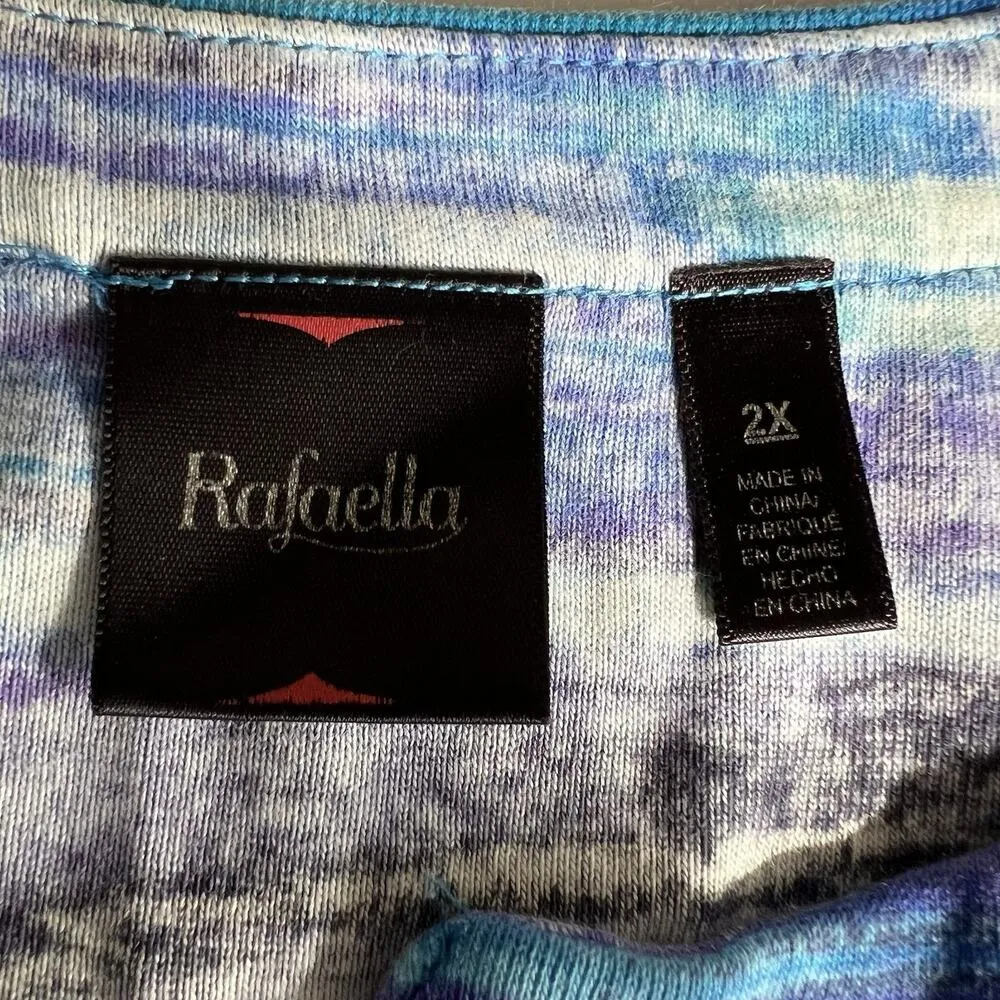 Rafaella
2X
MADE IN
CHINA/
FABRIQUÉ
EN CHINE/
HECHO
EN CHINA